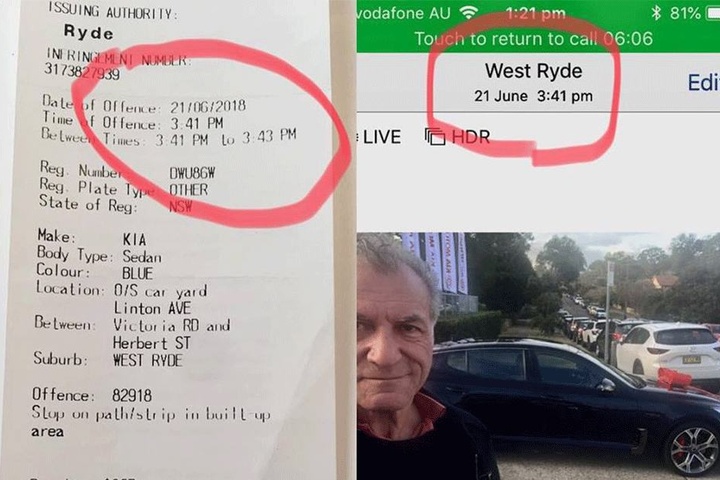 ISSUING AUTHORITY:
Ryde
INFRINGEMENT NUMBER:
3173827939
Date of Offence: 21/06/2018
Time of Offence: 3:41 PM
Between Times: 3:41 PM to 3:43 PM
Reg. Number DWU86W
Reg. Plate Type OTHER
State of Reg: NSW
Make: KIA
Body Type: Sedan
Colour: BLUE
Location: O/S car yard
Linton AVE
Between: Victoria RD and
Herbert ST
Suburb: WEST RYDE
Offence: 82918
Stop on path/strip in built-up
area
vodafone AU 1:21 pm 81%
Touch to return to call 06:06
West Ryde
21 June 3:41 pm
LIVE HDR